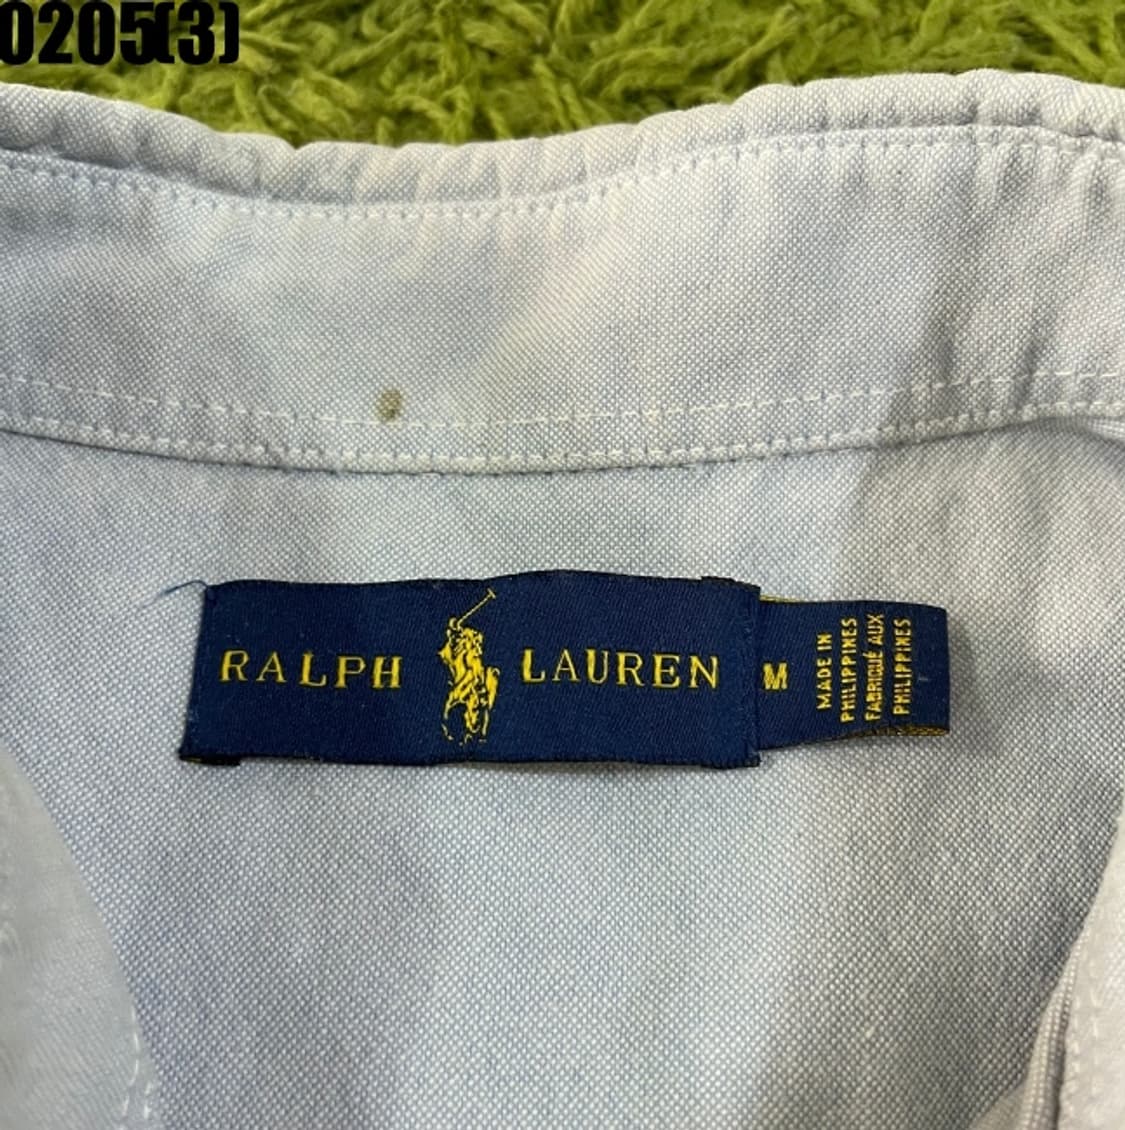 0205(3)
RALPH LAUREN
M
MADE IN
PHILIPPINES
FABRIQUÉ AUX
PHILIPPINES